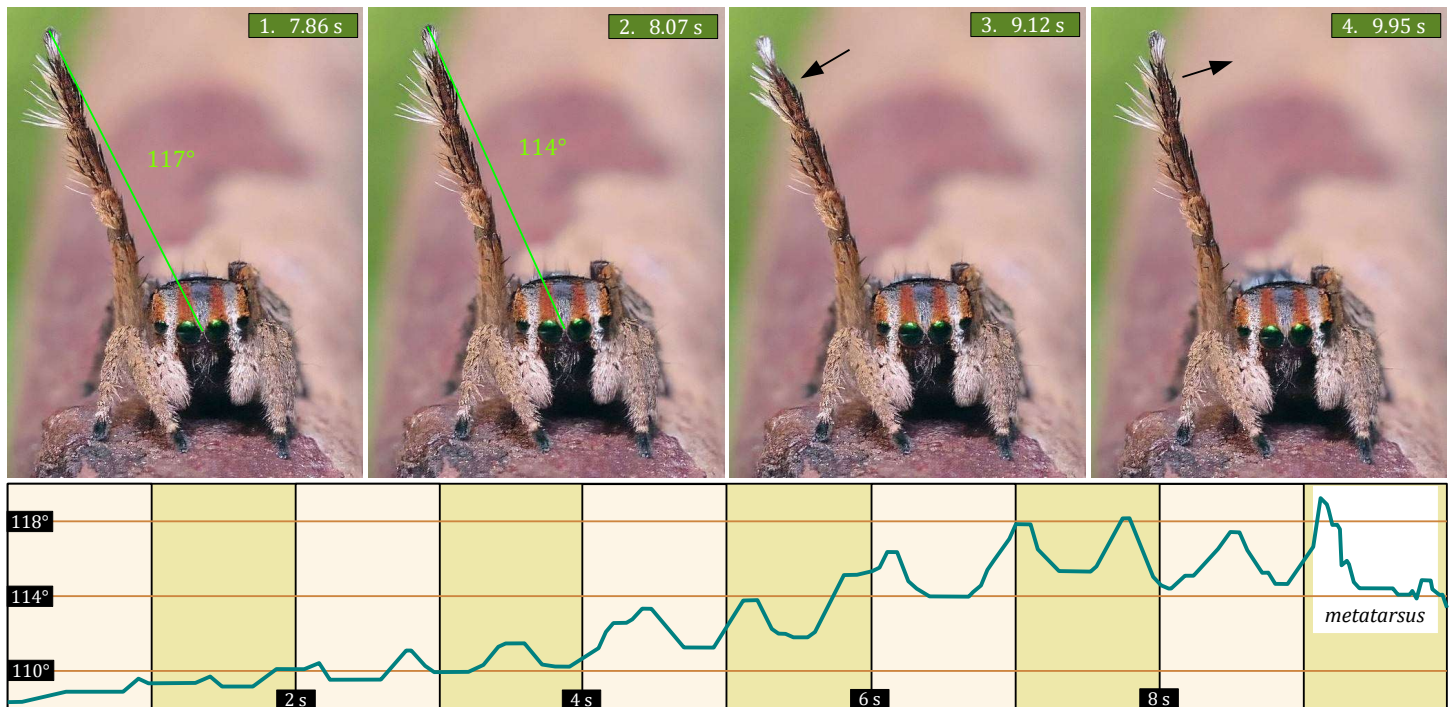 1. 7.86 s
2. 8.07 s
3. 9.12 s
4. 9.95 s
117°
114°
118°
114°
110°
metatarsus
2 s
4 s
6 s
8 s